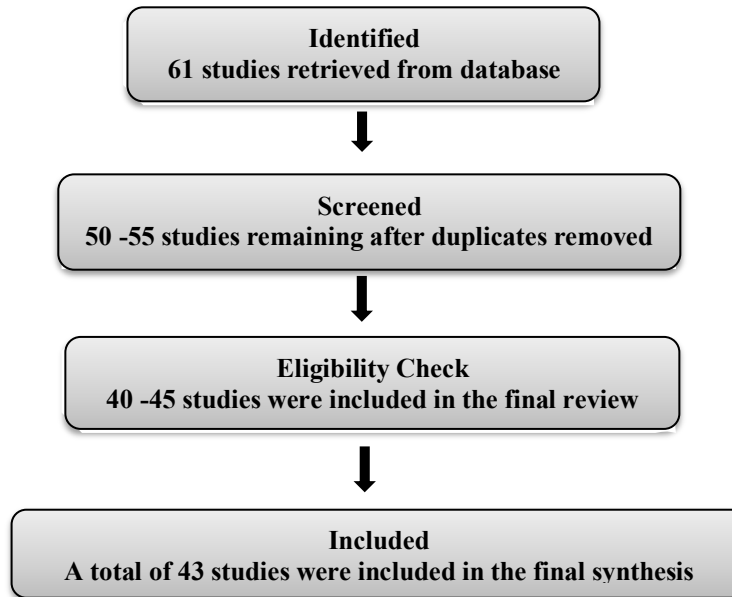 Identified
61 studies retrieved from database
Screened
50 -55 studies remaining after duplicates removed
Eligibility Check
40 -45 studies were included in the final review
Included
A total of 43 studies were included in the final synthesis